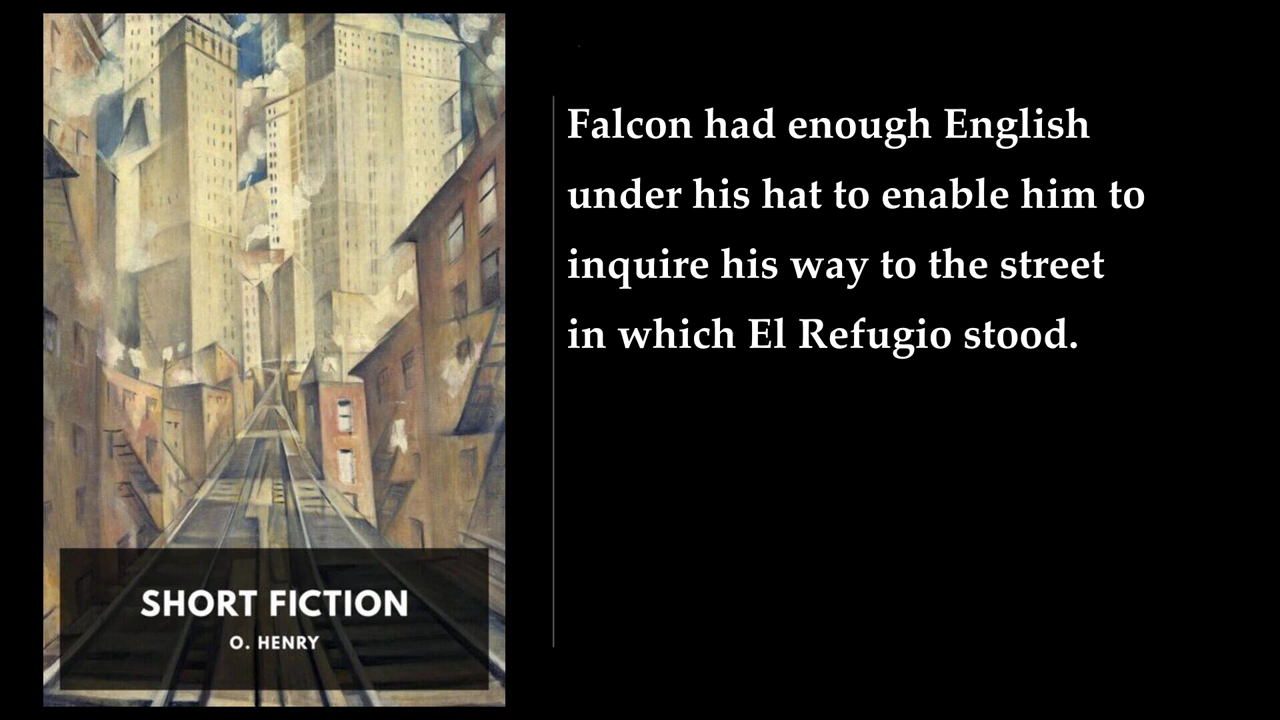 Falcon had enough English
under his hat to enable him to
inquire his way to the street
in which El Refugio stood.
SHORT FICTION
O. HENRY